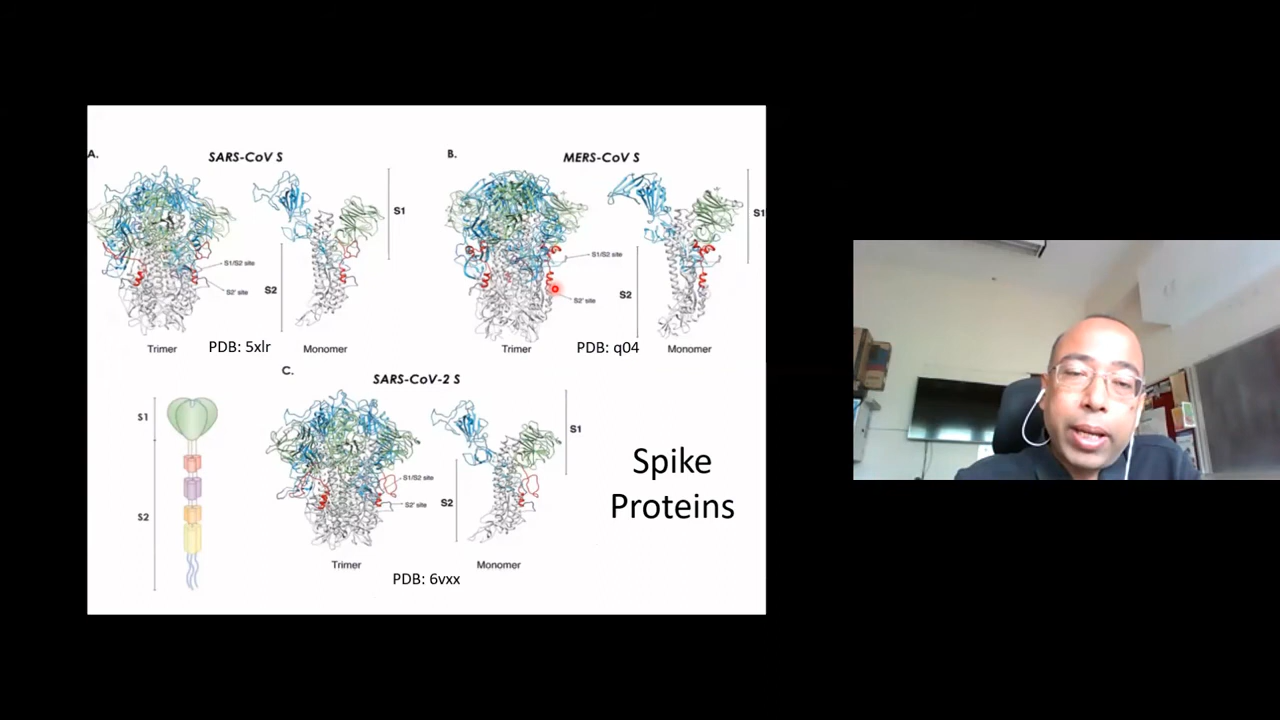 A.
SARS-CoV S
S1
S1/S2 site
S2' site
S2
Trimer
PDB: 5xlr
Monomer
B.
MERS-CoV S
S1
S1/S2 site
S2' site
S2
Trimer
PDB: q04
Monomer
C.
SARS-CoV-2 S
S1
S1/S2 site
S2' site
S2
Trimer
Monomer
PDB: 6vxx
S1
S2
Spike
Proteins